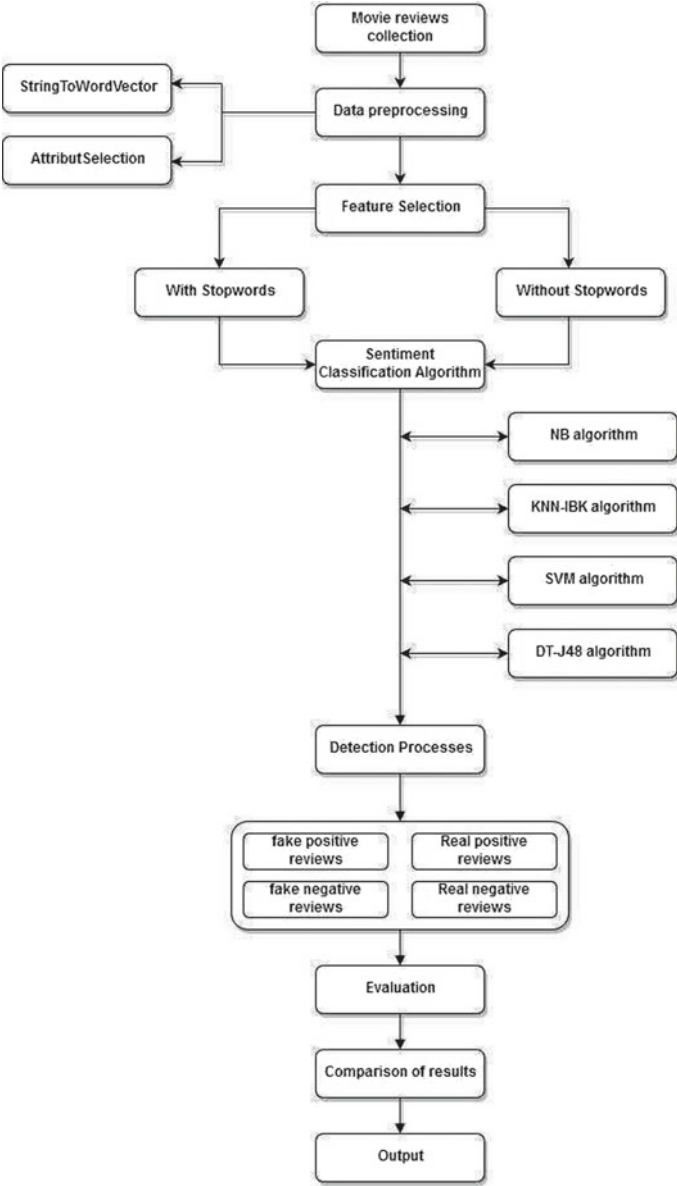 Movie reviews
collection
StringToWordVector
Data preprocessing
AttributSelection
Feature Selection
With Stopwords
Without Stopwords
Sentiment
Classification Algorithm
NB algorithm
KNN-IBK algorithm
SVM algorithm
DT-J48 algorithm
Detection Processes
fake positive
reviews
Real positive
reviews
fake negative
reviews
Real negative
reviews
Evaluation
Comparison of results
Output